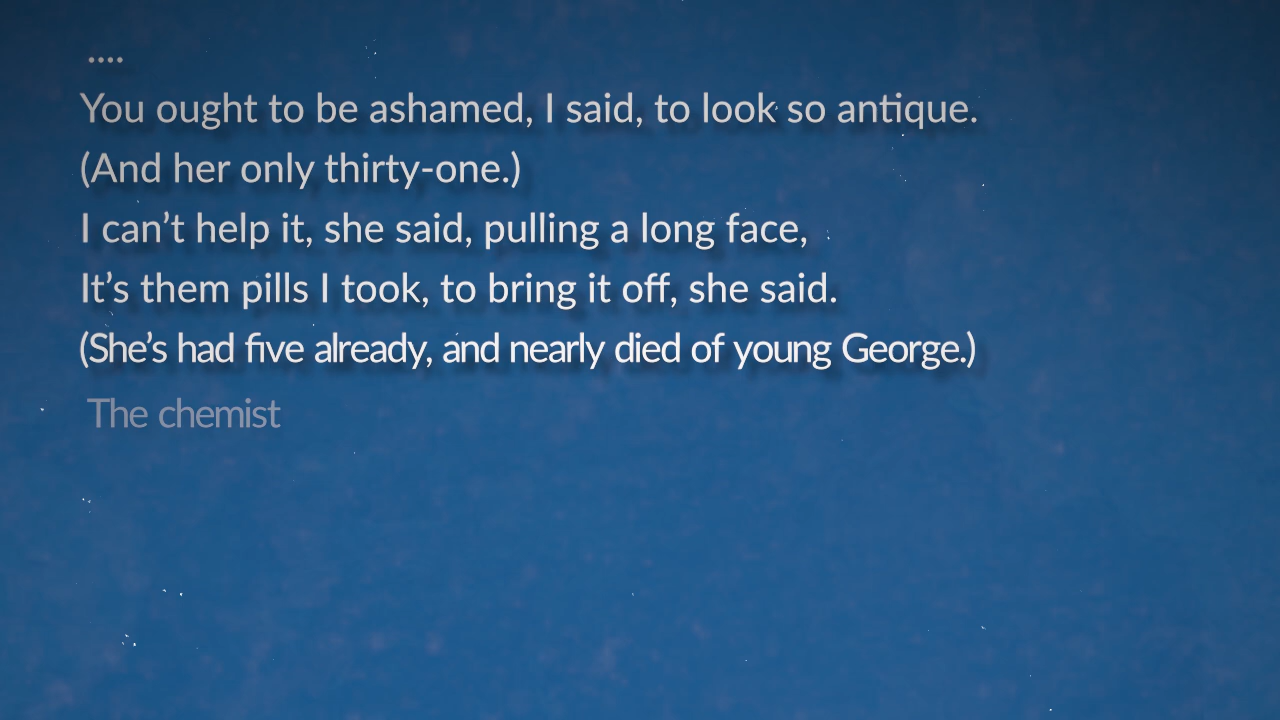 ....
You ought to be ashamed, I said, to look so antique.
(And her only thirty-one.)
I can’t help it, she said, pulling a long face,
It’s them pills I took, to bring it off, she said.
(She’s had five already, and nearly died of young George.)
The chemist